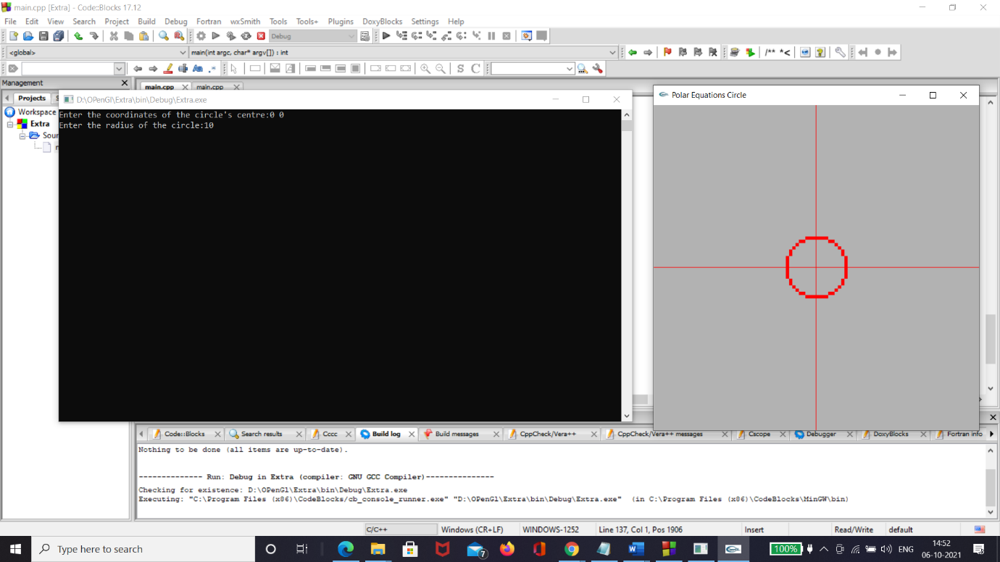 main.cpp [Extra] - Code::Blocks 17.12
File Edit View Search Project Build Debug Fortran wxSmith Tools Tools+ Plugins DoxyBlocks Settings Help
Debug
<global> main(int argc, char* argv[]) : int
/** *<
S C
Management
main.cpp main.cpp
Projects
Workspace
Extra
Sour
D:\OPenGl\Extra\bin\Debug\Extra.exe
Enter the coordinates of the circle's centre:0 0
Enter the radius of the circle:10
Polar Equations Circle
Code::Blocks Search results Cccc Build log Build messages CppCheck/Vera++ CppCheck/Vera++ messages Cscope Debugger DoxyBlocks Fortran info
Nothing to be done (all items are up-to-date).
-------------- Run: Debug in Extra (compiler: GNU GCC Compiler)---------------
Checking for existence: D:\OPenGl\Extra\bin\Debug\Extra.exe
Executing: "C:\Program Files (x86)\CodeBlocks/cb_console_runner.exe" "D:\OPenGl\Extra\bin\Debug\Extra.exe" (in C:\Program Files (x86)\CodeBlocks\MinGW\bin)
C/C++ Windows (CR+LF) WINDOWS-1252 Line 137, Col 1, Pos 1906 Insert Read/Write default
Type here to search
7
100%
ENG
14:52
06-10-2021